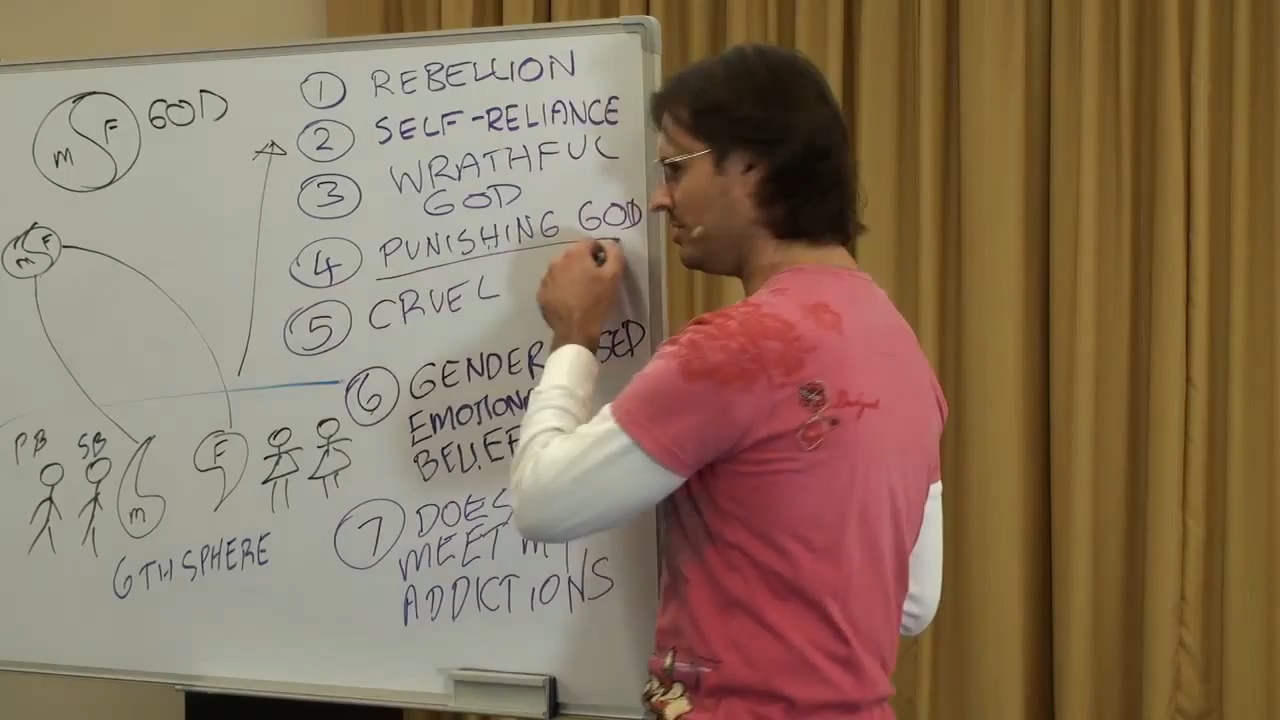 M F GOD
M F
PB SB
M
F
6TH SPHERE
1 REBELLION
2 SELF-RELIANCE
3 WRATHFUL
GOD
4 PUNISHING GOD
5 CRUEL
6 GENDER
EMOTION
BELIEF
7 DOES
MEET MY
ADDICTIONS